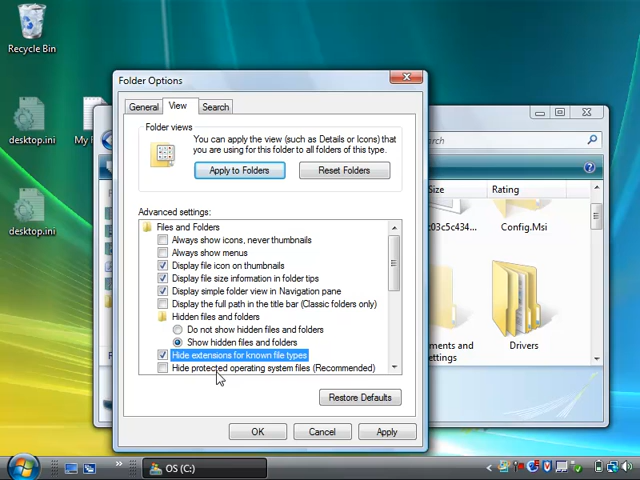 Recycle Bin
desktop.ini
My
desktop.ini
Folder Options
General
View
Search
Folder views
You can apply the view (such as Details or Icons) that
you are using for this folder to all folders of this type.
Apply to Folders
Reset Folders
Advanced settings:
Files and Folders
Always show icons, never thumbnails
Always show menus
Display file icon on thumbnails
Display file size information in folder tips
Display simple folder view in Navigation pane
Display the full path in the title bar (Classic folders only)
Hidden files and folders
Do not show hidden files and folders
Show hidden files and folders
Hide extensions for known file types
Hide protected operating system files (Recommended)
Restore Defaults
OK
Cancel
Apply
earch
Size
Rating
..03c5c434...
Config.Msi
uments and
ettings
Drivers
OS (C:)